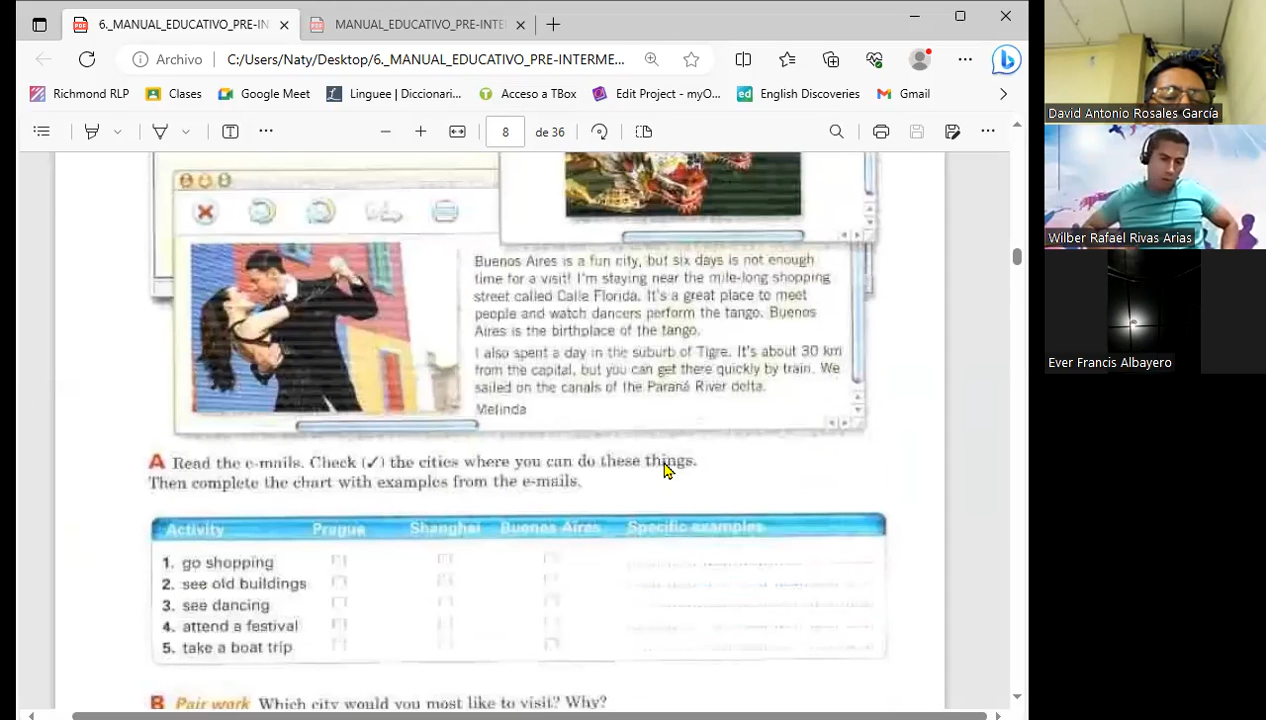 6._MANUAL_EDUCATIVO_PRE-IN
MANUAL_EDUCATIVO_PRE-INTE
Archivo
C:/Users/Naty/Desktop/6._MANUAL_EDUCATIVO_PRE-INTERME...
Richmond RLP
Clases
Google Meet
Linguee | Diccionari...
Acceso a TBox
Edit Project - myO...
English Discoveries
Gmail
8 de 36
Buenos Aires is a fun city, but six days is not enough
time for a visit! I'm staying near the mile-long shopping
street called Calle Florida. It's a great place to meet
people and watch dancers perform the tango. Buenos
Aires is the birthplace of the tango.
I also spent a day in the suburb of Tigre. It's about 30 km
from the capital, but you can get there quickly by train. We
sailed on the canals of the Paraná River delta.
Melinda
A Read the e-mails. Check (✓) the cities where you can do these things.
Then complete the chart with examples from the e-mails.
Activity Prague Shanghai Buenos Aires Specific examples
1. go shopping
2. see old buildings
3. see dancing
4. attend a festival
5. take a boat trip
B Pair work Which city would you most like to visit? Why?
David Antonio Rosales García
Wilber Rafael Rivas Arias
Ever Francis Albayero